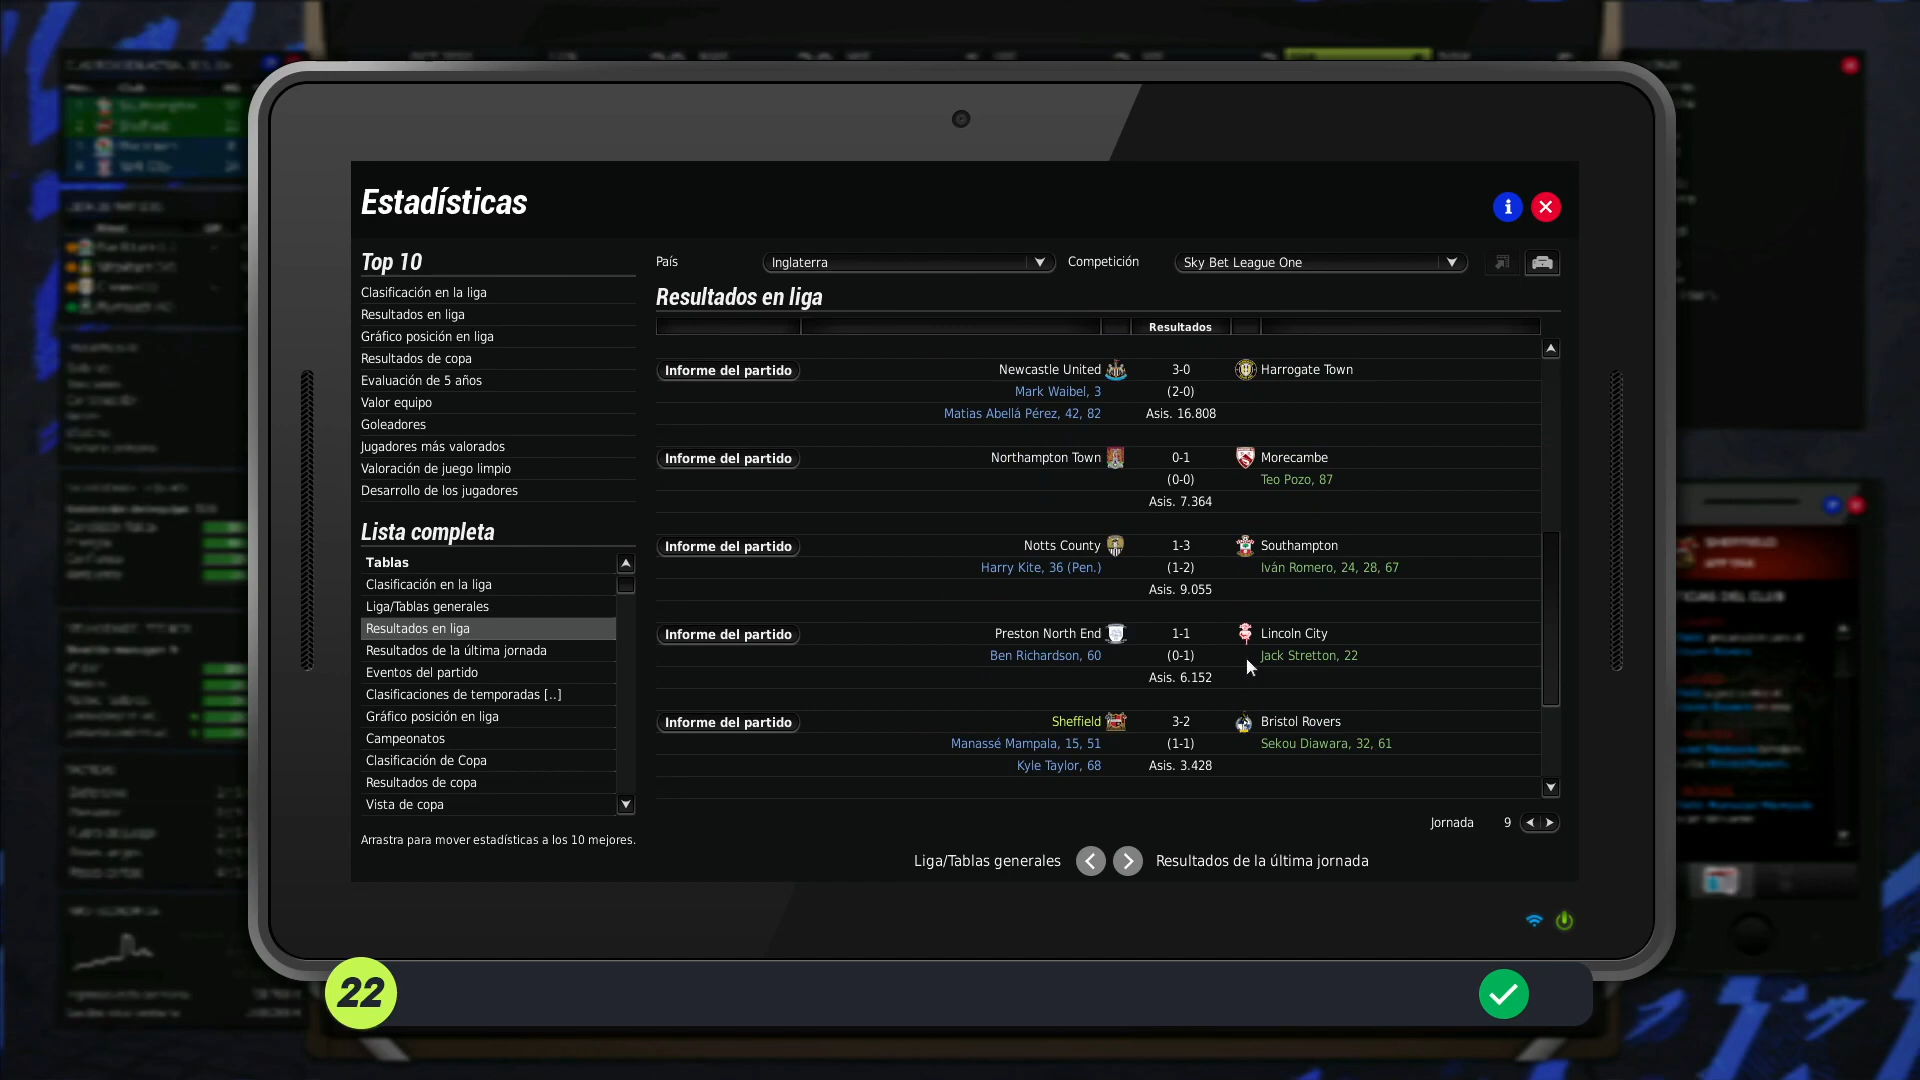 Estadísticas
Top 10
Clasificación en la liga
Resultados en liga
Gráfico posición en liga
Resultados de copa
Evaluación de 5 años
Valor equipo
Goleadores
Jugadores más valorados
Valoración de juego limpio
Desarrollo de los jugadores
Lista completa
Tablas
Clasificación en la liga
Liga/Tablas generales
Resultados en liga
Resultados de la última jornada
Eventos del partido
Clasificaciones de temporadas [..]
Gráfico posición en liga
Campeonatos
Clasificación de Copa
Resultados de copa
Vista de copa
Arrastra para mover estadísticas a los 10 mejores.
País Inglaterra Competición Sky Bet League One
Resultados en liga
Resultados
Informe del partido Newcastle United 3-0 Harrogate Town
Mark Waibel, 3 (2-0)
Matias Abellá Pérez, 42, 82 Asis. 16.808
Informe del partido Northampton Town 0-1 Morecambe
(0-0) Teo Pozo, 87
Asis. 7.364
Informe del partido Notts County 1-3 Southampton
Harry Kite, 36 (Pen.) (1-2) Iván Romero, 24, 28, 67
Asis. 9.055
Informe del partido Preston North End 1-1 Lincoln City
Ben Richardson, 60 (0-1) Jack Stretton, 22
Asis. 6.152
Informe del partido Sheffield 3-2 Bristol Rovers
Manassé Mampala, 15, 51 (1-1) Sekou Diawara, 32, 61
Kyle Taylor, 68 Asis. 3.428
Jornada 9
Liga/Tablas generales Resultados de la última jornada
22